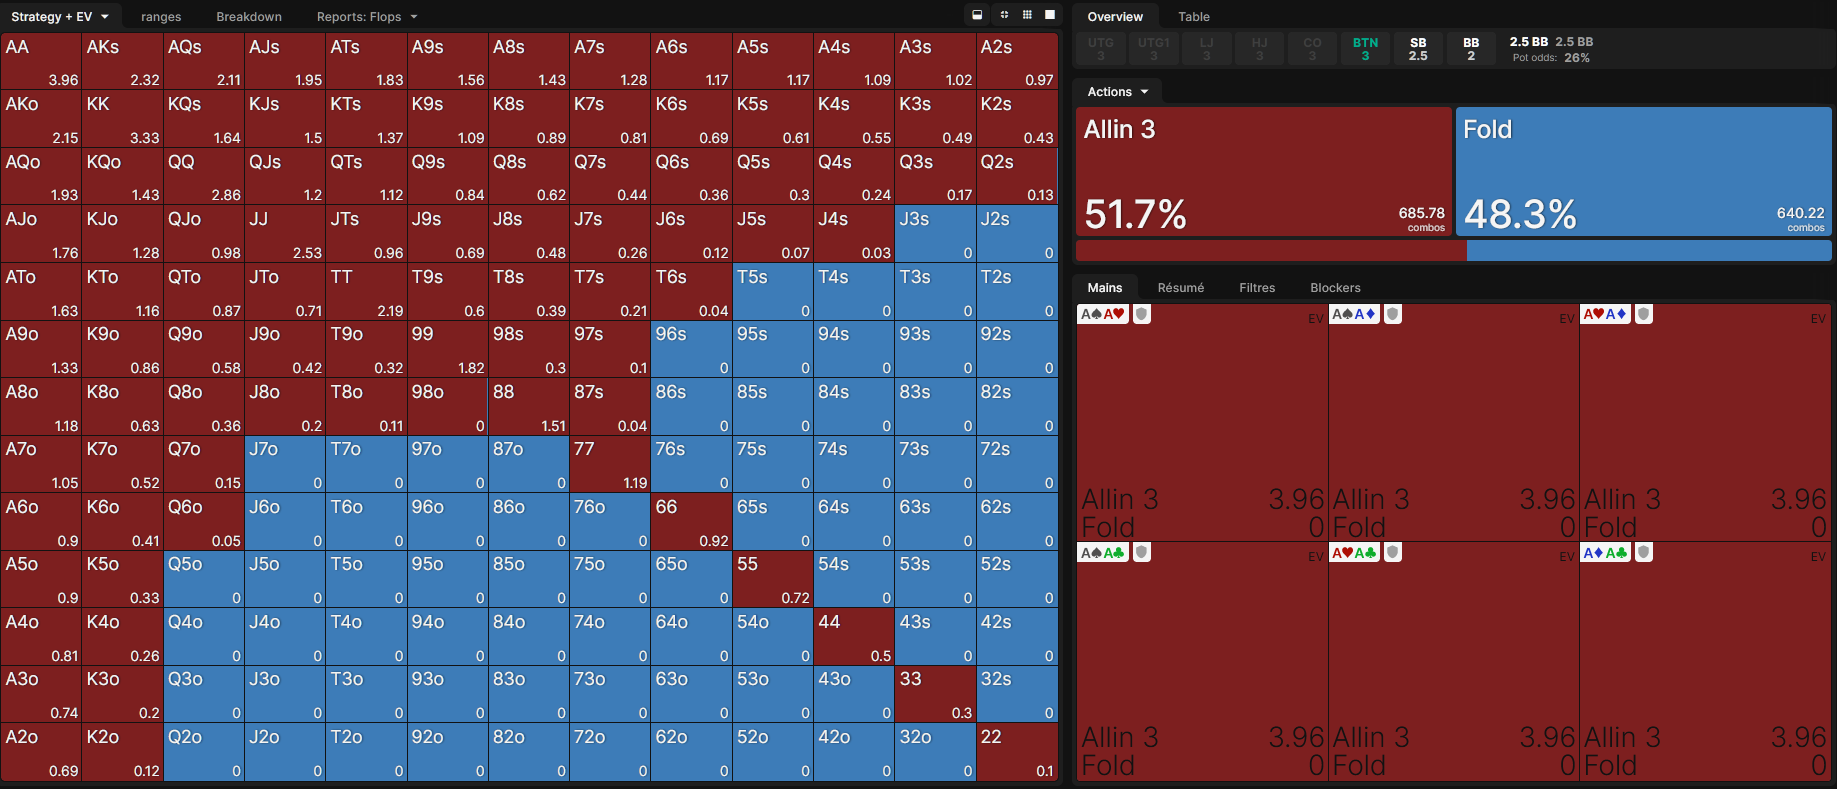 Strategy + EV ranges Breakdown Reports: Flops
AA AKs AQs AJs ATs A9s A8s A7s A6s A5s A4s A3s A2s
3.96 2.32 2.11 1.95 1.83 1.56 1.43 1.28 1.17 1.17 1.09 1.02 0.97
AKo KK KQs KJs KTs K9s K8s K7s K6s K5s K4s K3s K2s
2.15 3.33 1.64 1.5 1.37 1.09 0.89 0.81 0.69 0.61 0.55 0.49 0.43
AQo KQo QQ QJs QTs Q9s Q8s Q7s Q6s Q5s Q4s Q3s Q2s
1.93 1.43 2.86 1.2 1.12 0.84 0.62 0.44 0.36 0.3 0.24 0.17 0.13
AJo KJo QJo JJ JTs J9s J8s J7s J6s J5s J4s J3s J2s
1.76 1.28 0.98 2.53 0.96 0.69 0.48 0.26 0.12 0.07 0.03 0 0
ATo KTo QTo JTo TT T9s T8s T7s T6s T5s T4s T3s T2s
1.63 1.16 0.87 0.71 2.19 0.6 0.39 0.21 0.04 0 0 0 0
A9o K9o Q9o J9o T9o 99 98s 97s 96s 95s 94s 93s 92s
1.33 0.86 0.58 0.42 0.32 1.82 0.3 0.1 0 0 0 0 0
A8o K8o Q8o J8o T8o 98o 88 87s 86s 85s 84s 83s 82s
1.18 0.63 0.36 0.2 0.11 0 1.51 0.04 0 0 0 0 0
A7o K7o Q7o J7o T7o 97o 87o 77 76s 75s 74s 73s 72s
1.05 0.52 0.15 0 0 0 0 1.19 0 0 0 0 0
A6o K6o Q6o J6o T6o 96o 86o 76o 66 65s 64s 63s 62s
0.9 0.41 0.05 0 0 0 0 0 0.92 0 0 0 0
A5o K5o Q5o J5o T5o 95o 85o 75o 65o 55 54s 53s 52s
0.9 0.33 0 0 0 0 0 0 0 0.72 0 0 0
A4o K4o Q4o J4o T4o 94o 84o 74o 64o 54o 44 43s 42s
0.81 0.26 0 0 0 0 0 0 0 0 0.5 0 0
A3o K3o Q3o J3o T3o 93o 83o 73o 63o 53o 43o 33 32s
0.74 0.2 0 0 0 0 0 0 0 0 0 0.3 0
A2o K2o Q2o J2o T2o 92o 82o 72o 62o 52o 42o 32o 22
0.69 0.12 0 0 0 0 0 0 0 0 0 0 0.1
Overview Table
UTG UTG1 LJ HJ CO BTN SB BB 2.5 BB 2.5 BB
3 3 3 3 3 3 2.5 2 Pot odds: 26%
Actions
Allin 3 Fold
51.7% 685.78 48.3% 640.22
combos combos
Mains Résumé Filtres Blockers
A♠A♥ EV A♠A♦ EV A♥A♦ EV
Allin 3 3.96 Allin 3 3.96 Allin 3 3.96
Fold 0 Fold 0 Fold 0
A♠A♣ EV A♥A♣ EV A♦A♣ EV
Allin 3 3.96 Allin 3 3.96 Allin 3 3.96
Fold 0 Fold 0 Fold 0